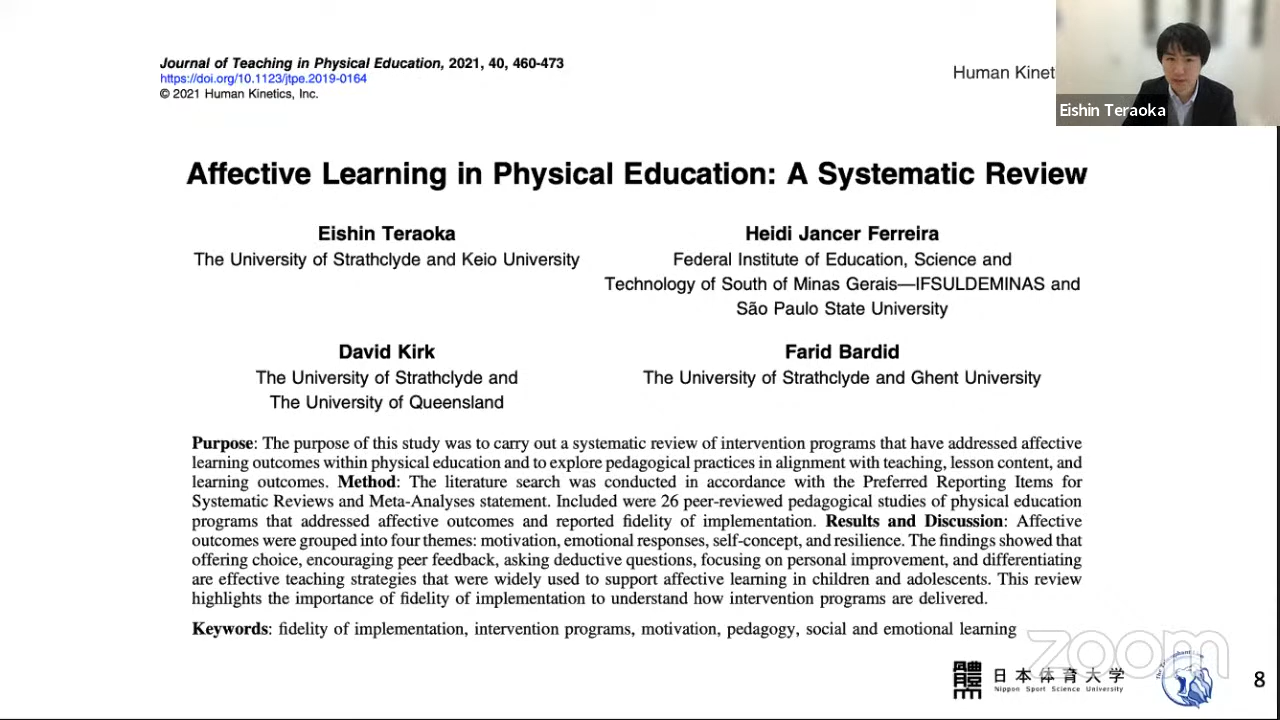 Journal of Teaching in Physical Education, 2021, 40, 460-473
https://doi.org/10.1123/jtpe.2019-0164
© 2021 Human Kinetics, Inc.
Human Kinet
Eishin Teraoka
Affective Learning in Physical Education: A Systematic Review
Eishin Teraoka
The University of Strathclyde and Keio University
Heidi Jancer Ferreira
Federal Institute of Education, Science and
Technology of South of Minas Gerais—IFSULDEMINAS and
São Paulo State University
David Kirk
The University of Strathclyde and
The University of Queensland
Farid Bardid
The University of Strathclyde and Ghent University
Purpose: The purpose of this study was to carry out a systematic review of intervention programs that have addressed affective
learning outcomes within physical education and to explore pedagogical practices in alignment with teaching, lesson content, and
learning outcomes. Method: The literature search was conducted in accordance with the Preferred Reporting Items for
Systematic Reviews and Meta-Analyses statement. Included were 26 peer-reviewed pedagogical studies of physical education
programs that addressed affective outcomes and reported fidelity of implementation. Results and Discussion: Affective
outcomes were grouped into four themes: motivation, emotional responses, self-concept, and resilience. The findings showed that
offering choice, encouraging peer feedback, asking deductive questions, focusing on personal improvement, and differentiating
are effective teaching strategies that were widely used to support affective learning in children and adolescents. This review
highlights the importance of fidelity of implementation to understand how intervention programs are delivered.
Keywords: fidelity of implementation, intervention programs, motivation, pedagogy, social and emotional learning
zoom
日本体育大学
Nippon Sport Science University
8